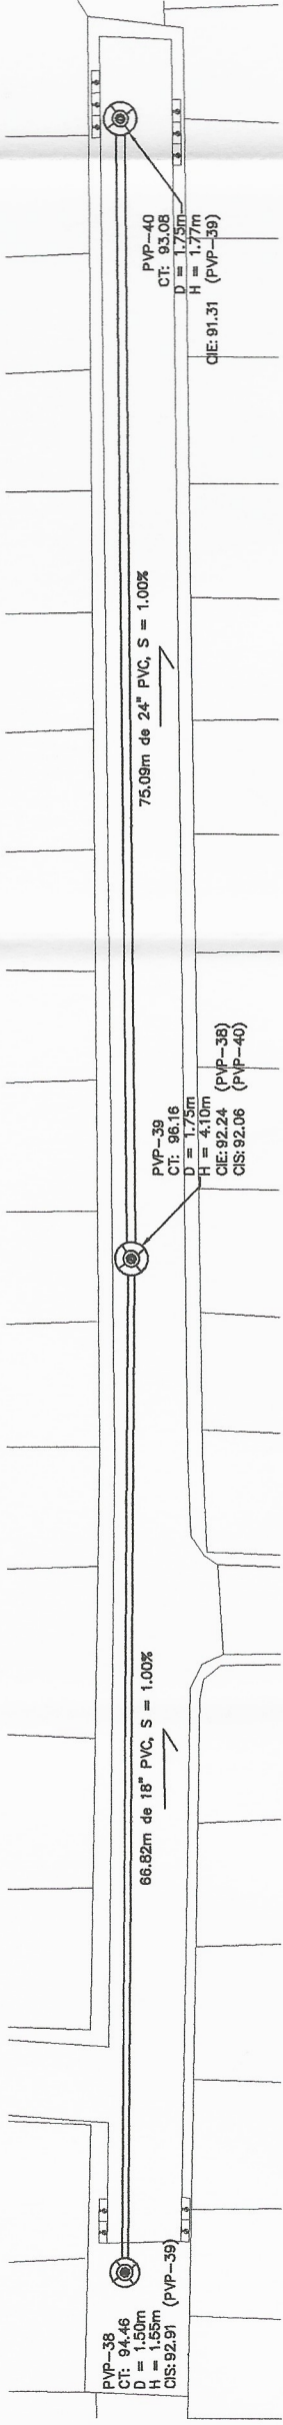 PVP-40
CT: 93.08
D = 1.75m
H = 1.77m
CIE: 91.31 (PVP-39)
75.09m de 24" PVC, S = 1.00%
PVP-39
CT: 96.16
D = 1.75m
H = 4.10m
CIE: 92.24 (PVP-38)
CIS: 92.06 (PVP-40)
66.82m de 18" PVC, S = 1.00%
PVP-38
CT: 94.46
D = 1.50m
H = 1.55m
CIS: 92.91 (PVP-39)